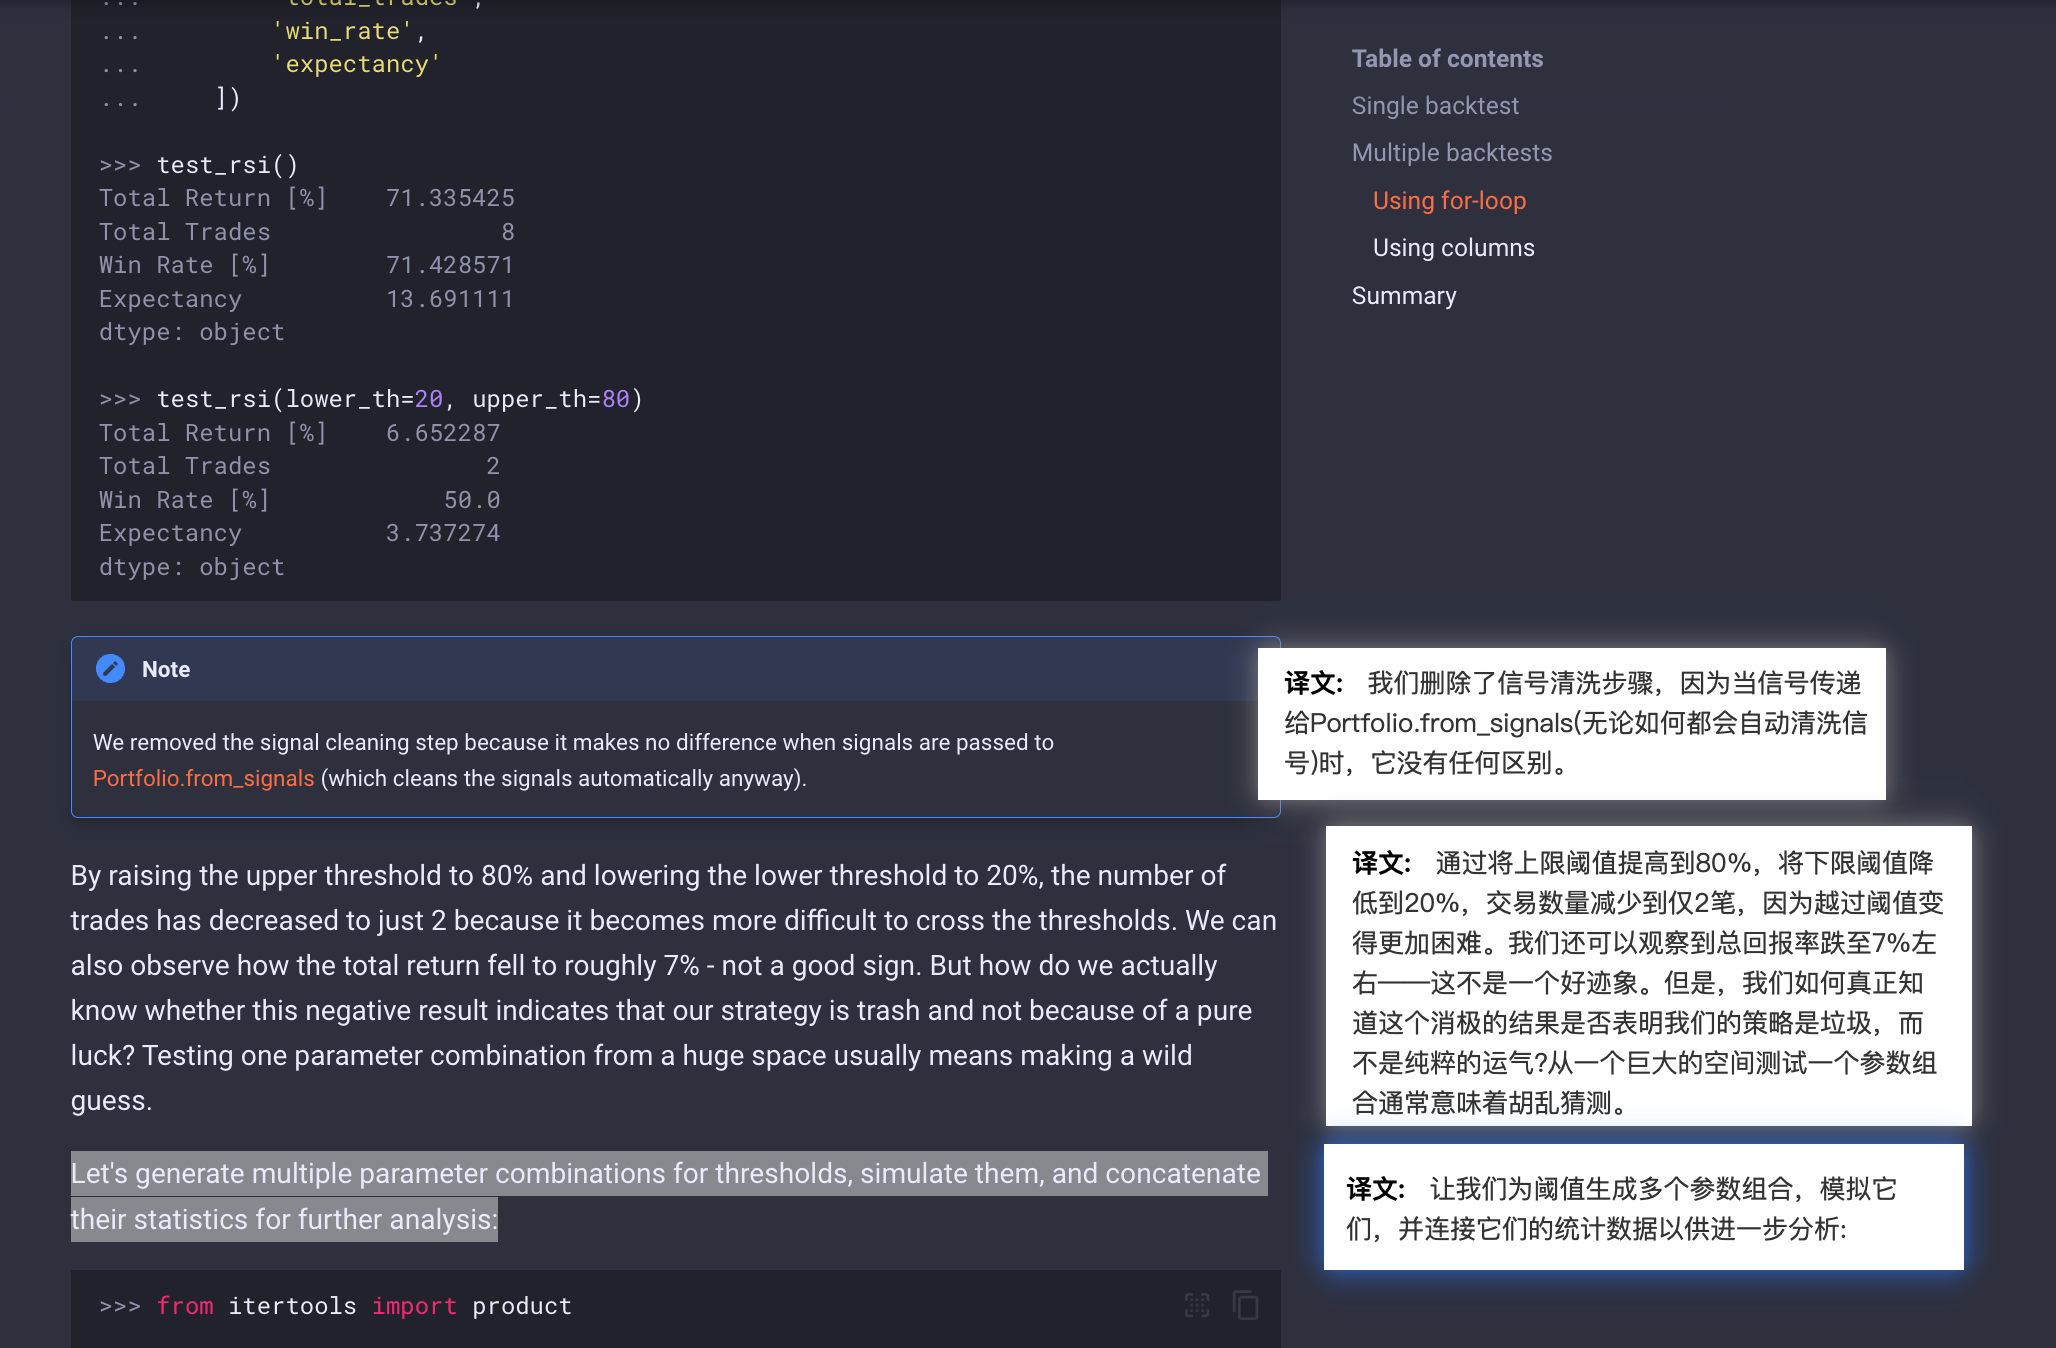 ... 'total_trades',
... 'win_rate',
... 'expectancy'
... ])
>>> test_rsi()
Total Return [%] 71.335425
Total Trades 8
Win Rate [%] 71.428571
Expectancy 13.691111
dtype: object
>>> test_rsi(lower_th=20, upper_th=80)
Total Return [%] 6.652287
Total Trades 2
Win Rate [%] 50.0
Expectancy 3.737274
dtype: object
Note
We removed the signal cleaning step because it makes no difference when signals are passed to
Portfolio.from_signals (which cleans the signals automatically anyway).
By raising the upper threshold to 80% and lowering the lower threshold to 20%, the number of
trades has decreased to just 2 because it becomes more difficult to cross the thresholds. We can
also observe how the total return fell to roughly 7% - not a good sign. But how do we actually
know whether this negative result indicates that our strategy is trash and not because of a pure
luck? Testing one parameter combination from a huge space usually means making a wild
guess.
Let's generate multiple parameter combinations for thresholds, simulate them, and concatenate
their statistics for further analysis:
>>> from itertools import product
Table of contents
Single backtest
Multiple backtests
Using for-loop
Using columns
Summary
译文： 我们删除了信号清洗步骤，因为当信号传递
给Portfolio.from_signals(无论如何都会自动清洗信
号)时，它没有任何区别。
译文： 通过将上限阈值提高到80%，将下限阈值降
低到20%，交易数量减少到仅2笔，因为越过阈值变
得更加困难。我们还可以观察到总回报率跌至7%左
右——这不是一个好迹象。但是，我们如何真正知
道这个消极的结果是否表明我们的策略是垃圾，而
不是纯粹的运气?从一个巨大的空间测试一个参数组
合通常意味着胡乱猜测。
译文： 让我们为阈值生成多个参数组合，模拟它
们，并连接它们的统计数据以供进一步分析: